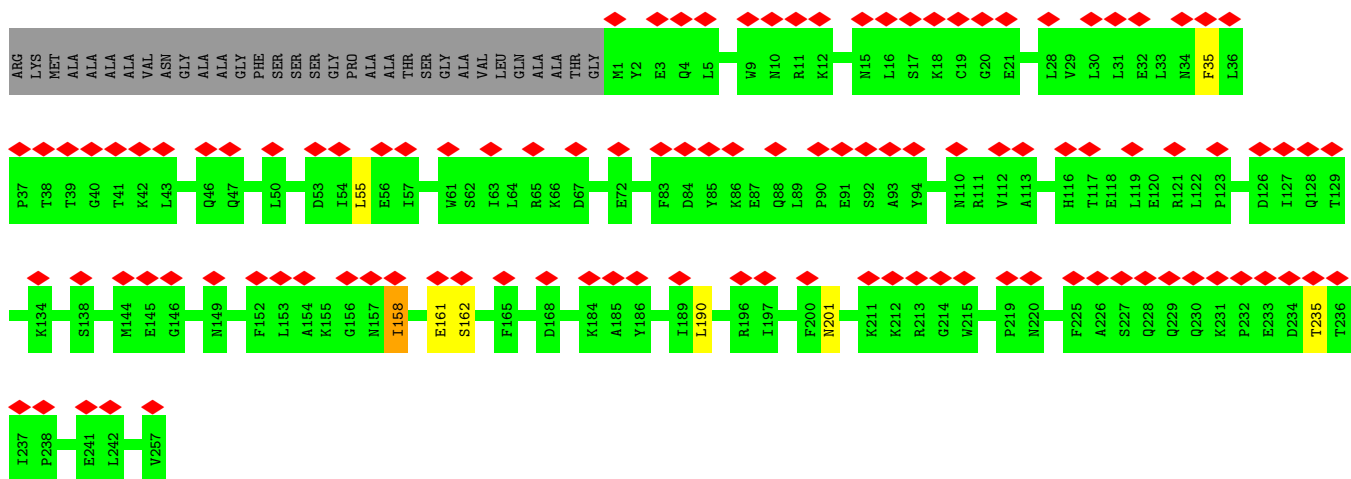 ARG LYS MET ALA ALA ALA ALA VAL ASN GLY ALA ALA GLY PHE SER SER SER GLY PRO ALA ALA THR SER GLY ALA VAL LEU GLN ALA ALA THR GLY M1 Y2 E3 Q4 L5 W9 N10 R11 K12 N15 L16 S17 K18 C19 G20 E21 L28 V29 L30 L31 E32 L33 N34 F35 L36
P37 T38 T39 G40 T41 K42 L43 Q46 Q47 L50 D53 I54 L55 E56 I57 W61 S62 I63 L64 R65 K66 D67 E72 F83 D84 Y85 K86 E87 Q88 L89 P90 E91 S92 A93 Y94 N110 R111 V112 A113 H116 T117 E118 L119 E120 R121 L122 P123 D126 I127 Q128 T129
K134 S138 M144 E145 G146 N149 F152 L153 A154 K155 G156 N157 I158 E161 S162 F165 D168 K184 A185 Y186 I189 L190 R196 I197 F200 N201 K211 K212 R213 G214 W215 P219 N220 F225 A226 S227 Q228 Q229 Q230 K231 P232 E233 D234 T235 T236
I237 P238 E241 L242 V257